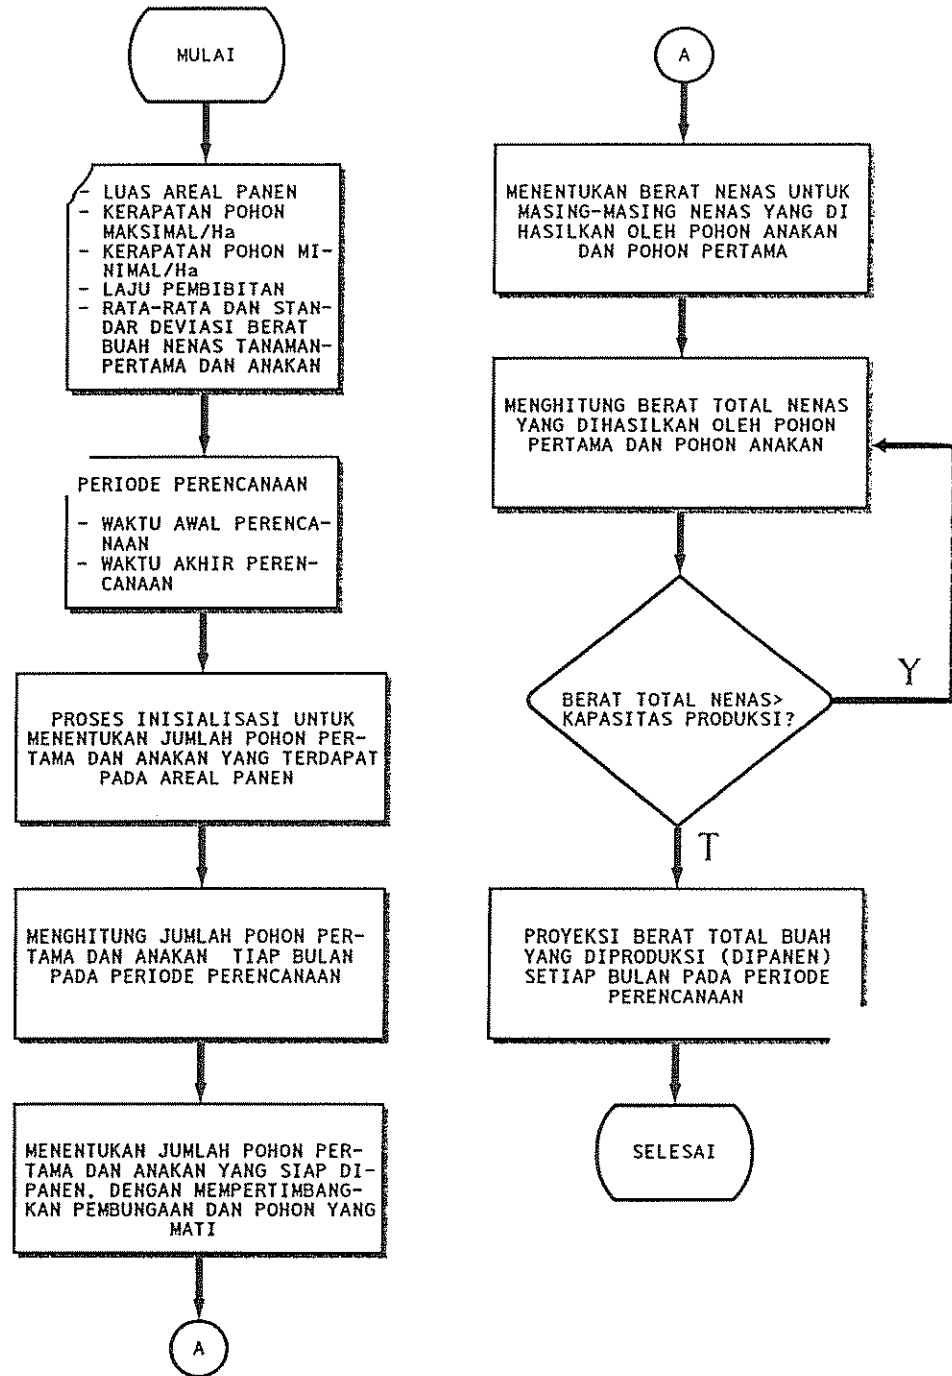 MULAI
- LUAS AREAL PANEN
- KERAPATAN POHON
MAKSIMAL/Ha
- KERAPATAN POHON MI-
NIMAL/Ha
- LAJU PEMBIBITAN
- RATA-RATA DAN STAN-
DAR DEVIASI BERAT
BUAH NENAS TANAMAN-
PERTAMA DAN ANAKAN
PERIODE PERENCANAAN
- WAKTU AWAL PERENCA-
NAAN
- WAKTU AKHIR PEREN-
CANAAN
PROSES INISIALISASI UNTUK
MENENTUKAN JUMLAH POHON PER-
TAMA DAN ANAKAN YANG TERDAPAT
PADA AREAL PANEN
MENGHITUNG JUMLAH POHON PER-
TAMA DAN ANAKAN TIAP BULAN
PADA PERIODE PERENCANAAN
MENENTUKAN JUMLAH POHON PER-
TAMA DAN ANAKAN YANG SIAP DI-
PANEN, DENGAN MEMPERTIMBANG-
KAN PEMBUNGAAN DAN POHON YANG
MATI
A
A
MENENTUKAN BERAT NENAS UNTUK
MASING-MASING NENAS YANG DI
HASILKAN OLEH POHON ANAKAN
DAN POHON PERTAMA
MENGHITUNG BERAT TOTAL NENAS
YANG DIHASILKAN OLEH POHON
PERTAMA DAN POHON ANAKAN
BERAT TOTAL NENAS>
KAPASITAS PRODUKSI?
Y
T
PROYEKSI BERAT TOTAL BUAH
YANG DIPRODUKSI (DIPANEN)
SETIAP BULAN PADA PERIODE
PERENCANAAN
SELESAI